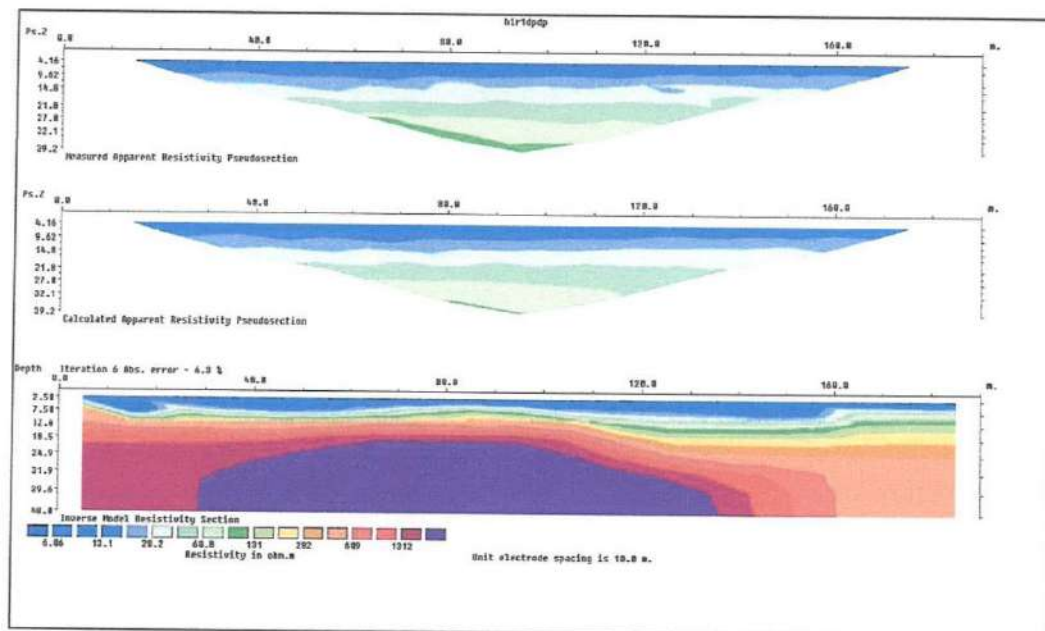 Ps.Z 0.0 40.0 80.0 120.0 160.0 m.
4.16
9.62
14.8
21.8
27.8
32.1
39.2
Measured Apparent Resistivity Pseudosection
Ps.Z 0.0 40.0 80.0 120.0 160.0 m.
4.16
9.62
14.8
21.8
27.8
32.1
39.2
Calculated Apparent Resistivity Pseudosection
Depth Iteration 6 Abs. error - 4.3 %
0.0 40.0 80.0 120.0 160.0 m.
2.50
7.50
12.4
18.5
24.9
31.9
39.6
48.0
Inverse Model Resistivity Section
6.06 13.1 28.2 60.8 131 282 609 1312
Resistivity in ohm.m
Unit electrode spacing is 10.0 m.